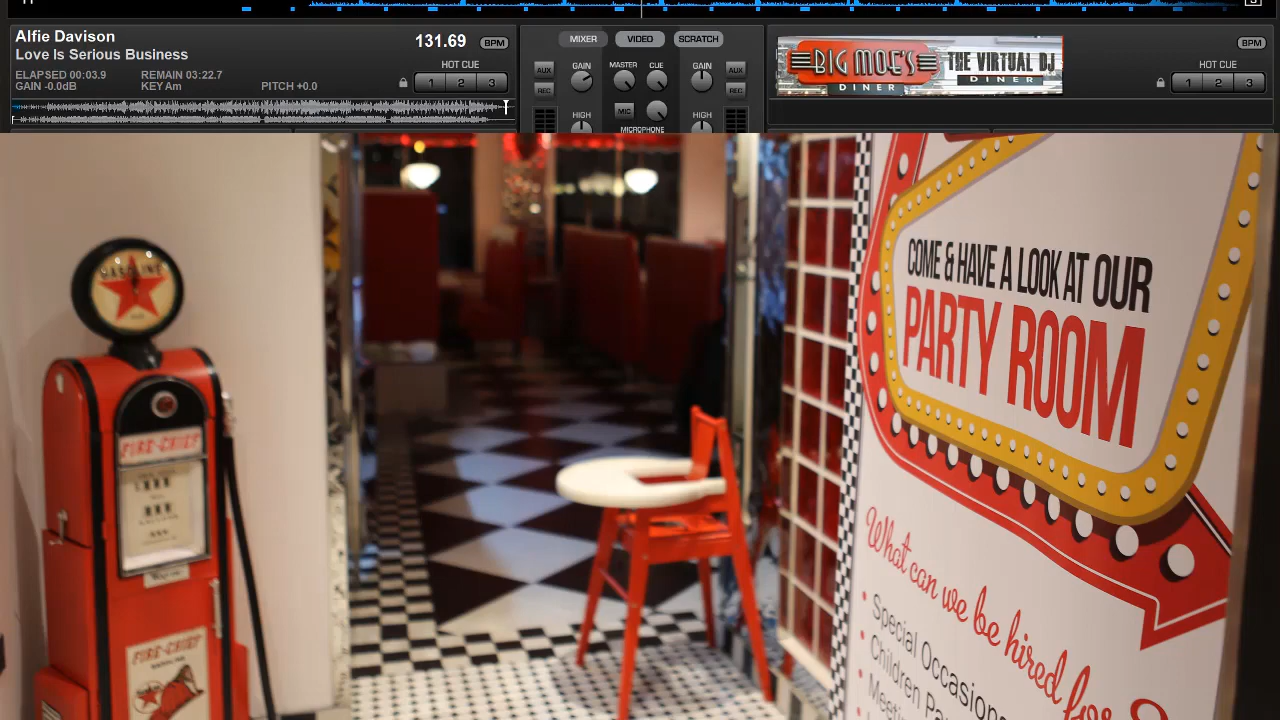 Alfie Davison
Love Is Serious Business
131.69 BPM
ELAPSED 00:03.9 REMAIN 03:22.7
GAIN -0.0dB KEY Am PITCH +0.0
HOT CUE
1 2 3
MIXER VIDEO SCRATCH
GAIN MASTER CUE GAIN
AUX AUX
REC REC
MIC
HIGH HIGH
MICROPHONE
BIG MOE'S
DINER
THE VIRTUAL DJ
DINER
BPM
HOT CUE
1 2 3
GASOLINE
FIRE-CHIEF
FIRE-CHIEF
GASOLINE
COME & HAVE A LOOK AT OUR
PARTY ROOM
What can we be hired for?
• Special Occasions
• Children Pa
• Meeting